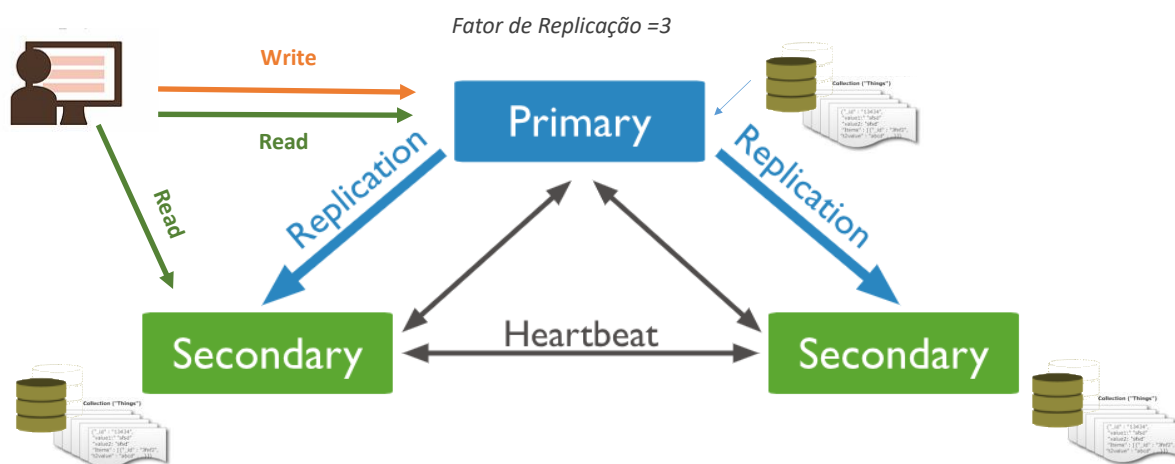 Fator de Replicação =3
Write
Read
Primary
Collection ("Things")
Replication
Replication
Read
Heartbeat
Secondary
Secondary
Collection ("Things")
Collection ("Things")